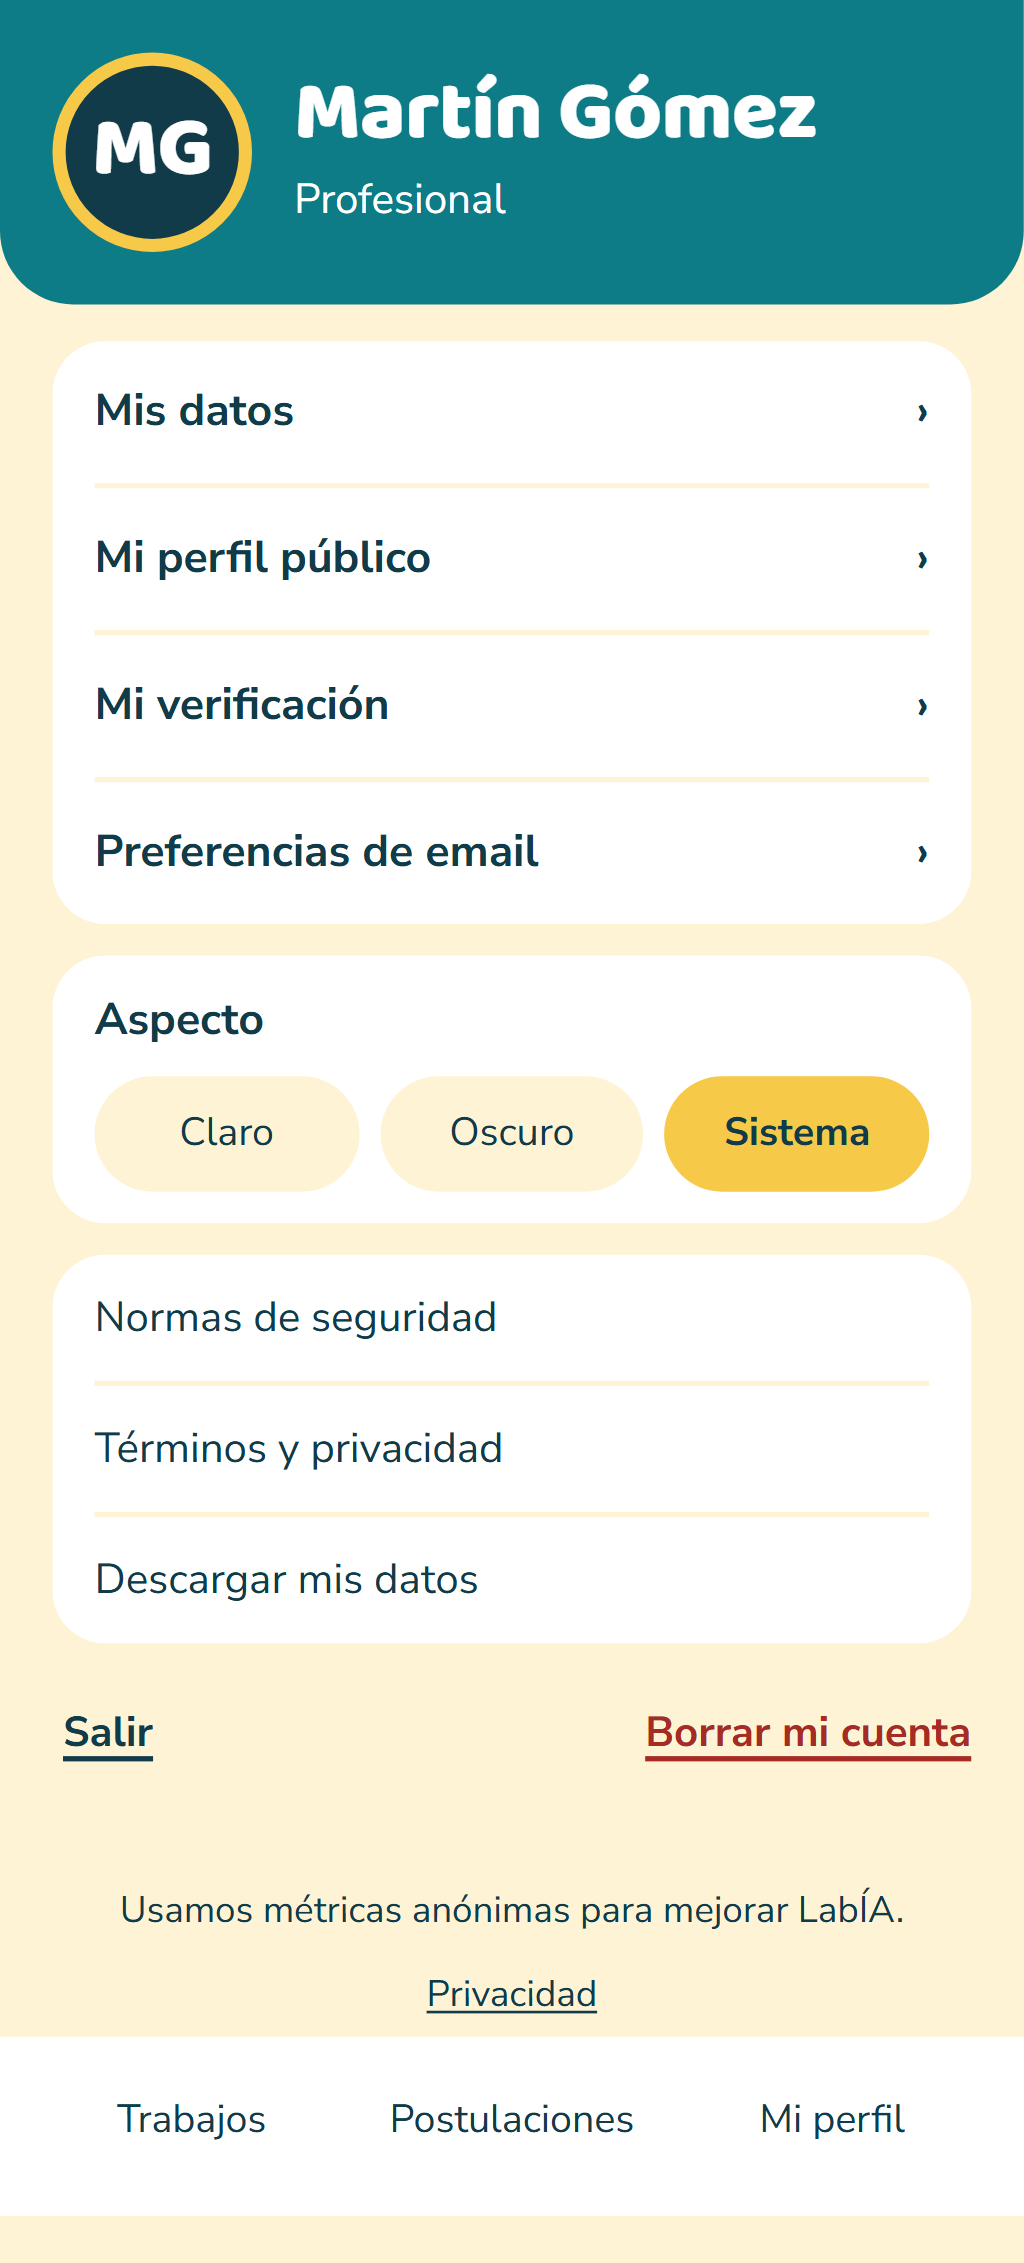 MG
Martín Gómez
Profesional
Mis datos ›
Mi perfil público ›
Mi verificación ›
Preferencias de email ›
Aspecto
Claro Oscuro Sistema
Normas de seguridad
Términos y privacidad
Descargar mis datos
Salir Borrar mi cuenta
Usamos métricas anónimas para mejorar LabÍA.
Privacidad
Trabajos Postulaciones Mi perfil